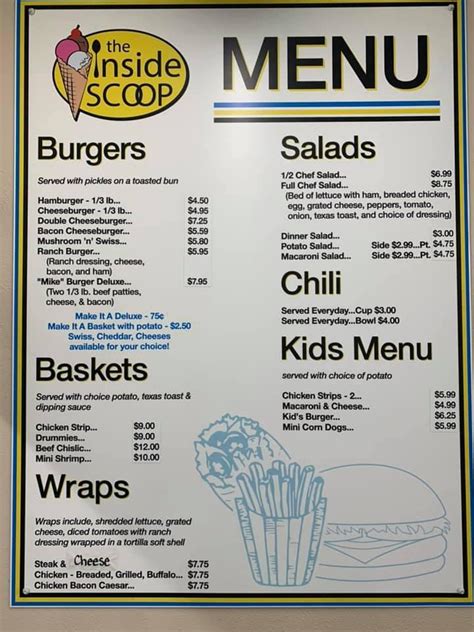 the
inside
SCOOP
MENU
Burgers
Served with pickles on a toasted bun
Hamburger - 1/3 lb... $4.50
Cheeseburger - 1/3 lb... $4.95
Double Cheeseburger... $7.25
Bacon Cheeseburger... $5.59
Mushroom 'n' Swiss... $5.80
Ranch Burger... $5.95
(Ranch dressing, cheese,
bacon, and ham)
"Mike" Burger Deluxe... $7.95
(Two 1/3 lb. beef patties,
cheese, & bacon)
Make It A Deluxe - 75¢
Make It A Basket with potato - $2.50
Swiss, Cheddar, Cheeses
available for your choice!
Baskets
Served with choice potato, texas toast &
dipping sauce
Chicken Strip... $9.00
Drummies... $9.00
Beef Chislic... $12.00
Mini Shrimp... $10.00
Wraps
Wraps include, shredded lettuce, grated
cheese, diced tomatoes with ranch
dressing wrapped in a tortilla soft shell
Steak & Cheese $7.75
Chicken - Breaded, Grilled, Buffalo... $7.75
Chicken Bacon Caesar... $7.75
Salads
1/2 Chef Salad... $6.99
Full Chef Salad... $8.75
(Bed of lettuce with ham, breaded chicken,
egg, grated cheese, peppers, tomato,
onion, texas toast, and choice of dressing)
Dinner Salad... $3.00
Potato Salad... Side $2.99...Pt. $4.75
Macaroni Salad... Side $2.99...Pt. $4.75
Chili
Served Everyday...Cup $3.00
Served Everyday...Bowl $4.00
Kids Menu
served with choice of potato
Chicken Strips - 2... $5.99
Macaroni & Cheese... $4.99
Kid's Burger... $6.25
Mini Corn Dogs... $5.99